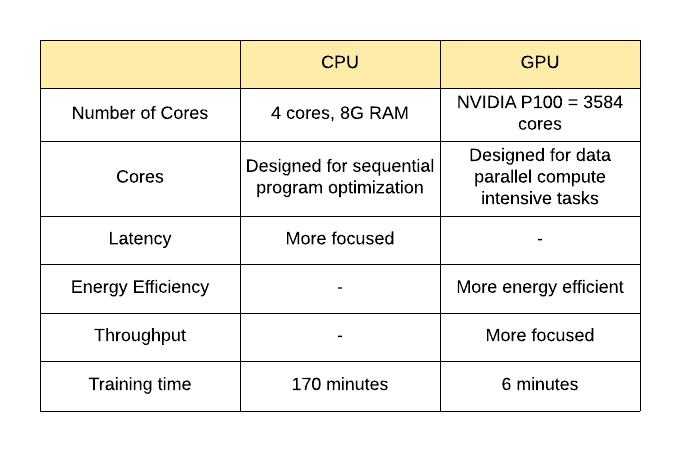 CPU GPU
Number of Cores 4 cores, 8G RAM NVIDIA P100 = 3584
cores
Cores Designed for sequential
program optimization Designed for data
parallel compute
intensive tasks
Latency More focused -
Energy Efficiency - More energy efficient
Throughput - More focused
Training time 170 minutes 6 minutes